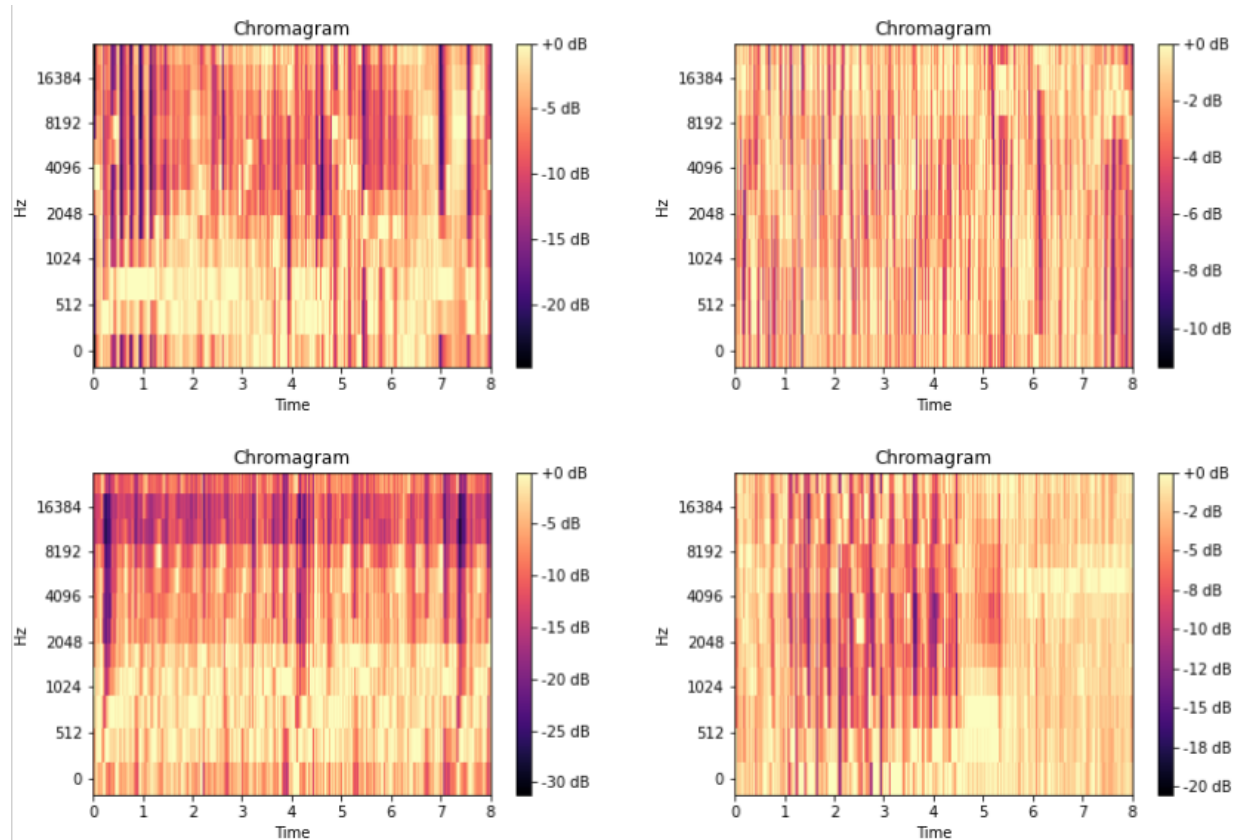 Chromagram
+0 dB
16384
-5 dB
8192
-10 dB
4096
Hz
2048
-15 dB
1024
-20 dB
512
0
0 1 2 3 4 5 6 7 8
Time
Chromagram
+0 dB
16384
-2 dB
8192
-4 dB
4096
Hz
2048
-6 dB
1024
-8 dB
512
-10 dB
0
0 1 2 3 4 5 6 7 8
Time
Chromagram
+0 dB
16384
-5 dB
8192
-10 dB
4096
-15 dB
Hz
2048
-20 dB
1024
-25 dB
512
0
-30 dB
0 1 2 3 4 5 6 7 8
Time
Chromagram
+0 dB
16384
-2 dB
8192
-5 dB
-8 dB
4096
-10 dB
Hz
2048
-12 dB
1024
-15 dB
512
-18 dB
0
-20 dB
0 1 2 3 4 5 6 7 8
Time